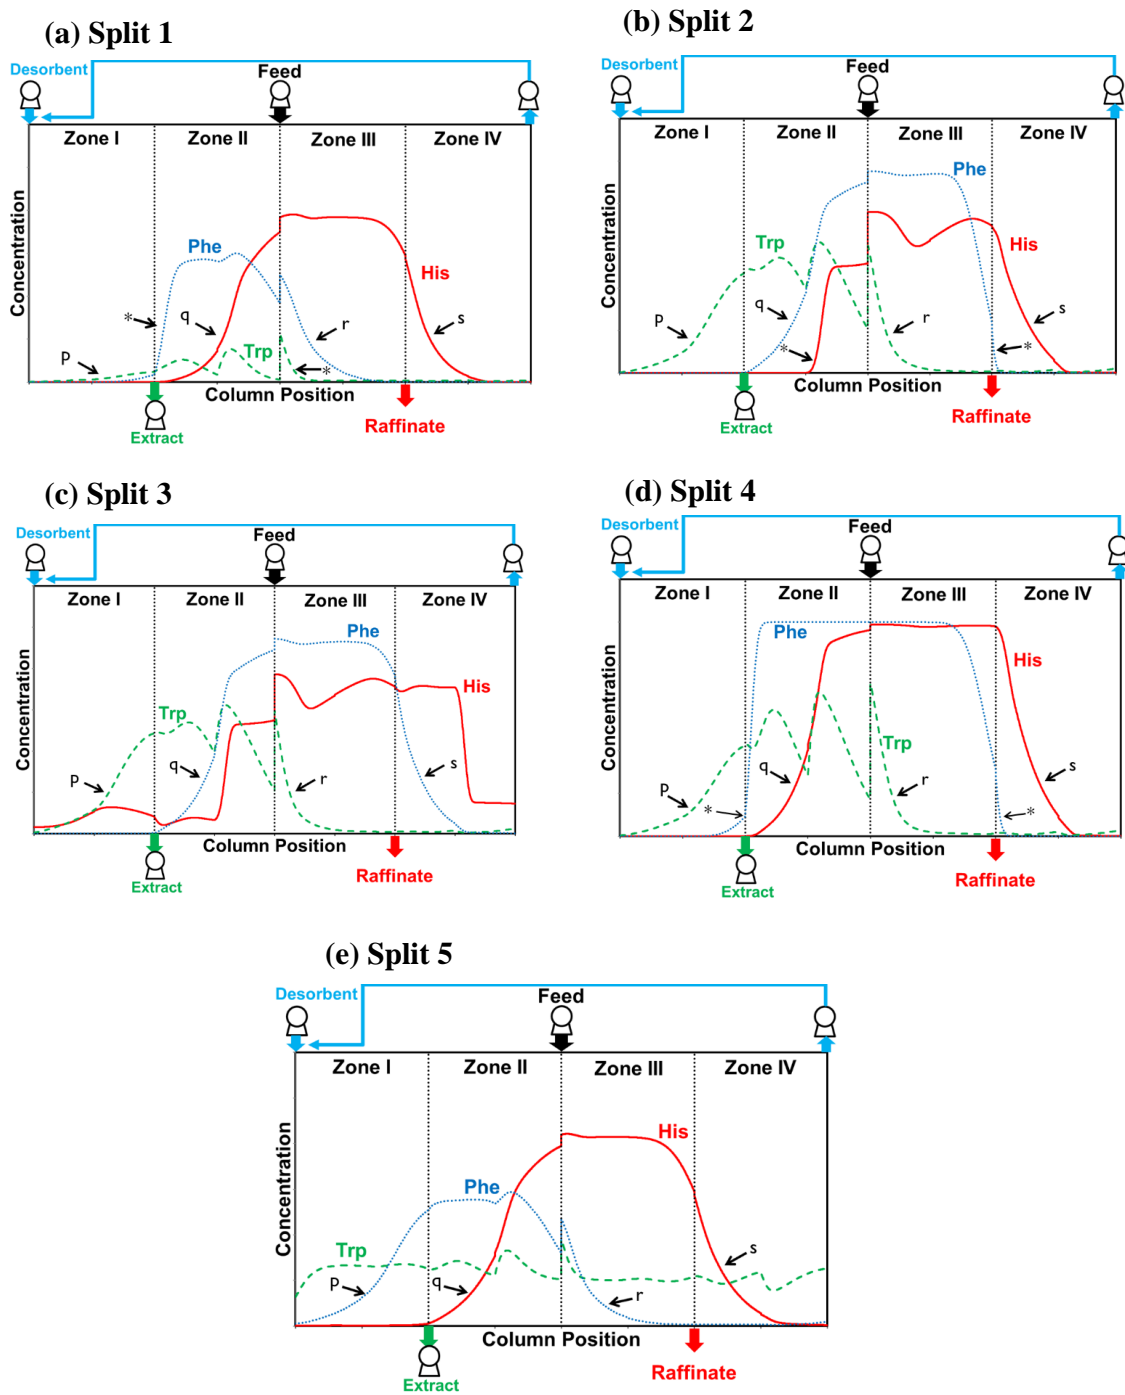 (a) Split 1
Desorbent
Feed
Zone I
Zone II
Zone III
Zone IV
Concentration
Phe
His
*
q
r
s
p
Trp
*
Column Position
Extract
Raffinate
(b) Split 2
Desorbent
Feed
Zone I
Zone II
Zone III
Zone IV
Concentration
Phe
Trp
His
p
q
r
s
*
*
Column Position
Extract
Raffinate
(c) Split 3
Desorbent
Feed
Zone I
Zone II
Zone III
Zone IV
Concentration
Phe
His
Trp
p
q
r
s
Column Position
Extract
Raffinate
(d) Split 4
Desorbent
Feed
Zone I
Zone II
Zone III
Zone IV
Concentration
Phe
His
Trp
p
q
r
s
*
*
Column Position
Extract
Raffinate
(e) Split 5
Desorbent
Feed
Zone I
Zone II
Zone III
Zone IV
Concentration
His
Phe
Trp
p
q
r
s
Column Position
Extract
Raffinate